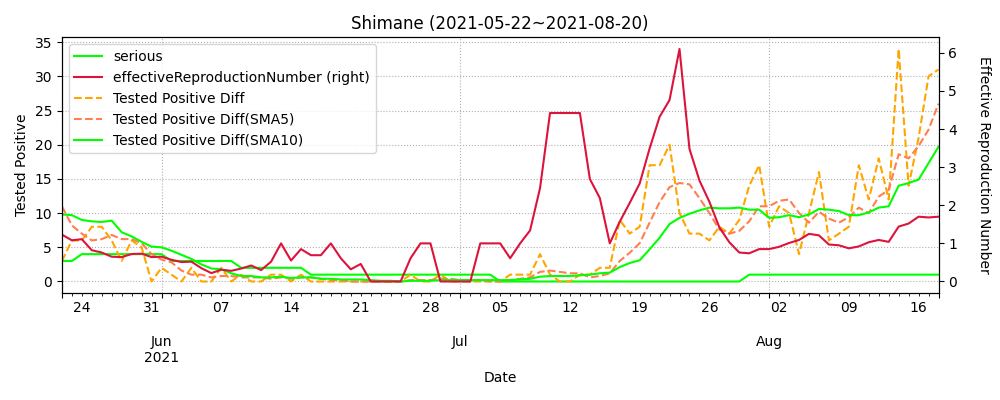 Shimane (2021-05-22~2021-08-20)
serious
effectiveReproductionNumber (right)
Tested Positive Diff
Tested Positive Diff(SMA5)
Tested Positive Diff(SMA10)
Tested Positive
35
30
25
20
15
10
5
0
Effective Reproduction Number
6
5
4
3
2
1
0
24 31 07 14 21 28 05 12 19 26 02 09 16
Jun Jul Aug
2021
Date